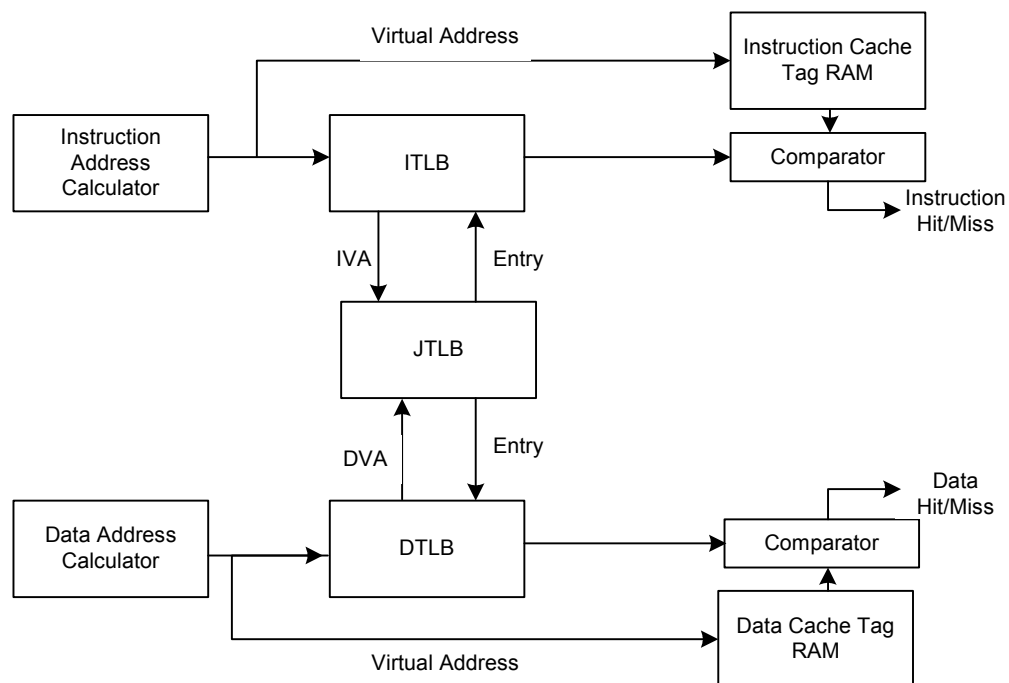 Virtual Address
Instruction Cache
Tag RAM
Instruction
Address
Calculator
ITLB
Comparator
Instruction
Hit/Miss
IVA
Entry
JTLB
DVA
Entry
Data
Hit/Miss
Data Address
Calculator
DTLB
Comparator
Data Cache Tag
RAM
Virtual Address